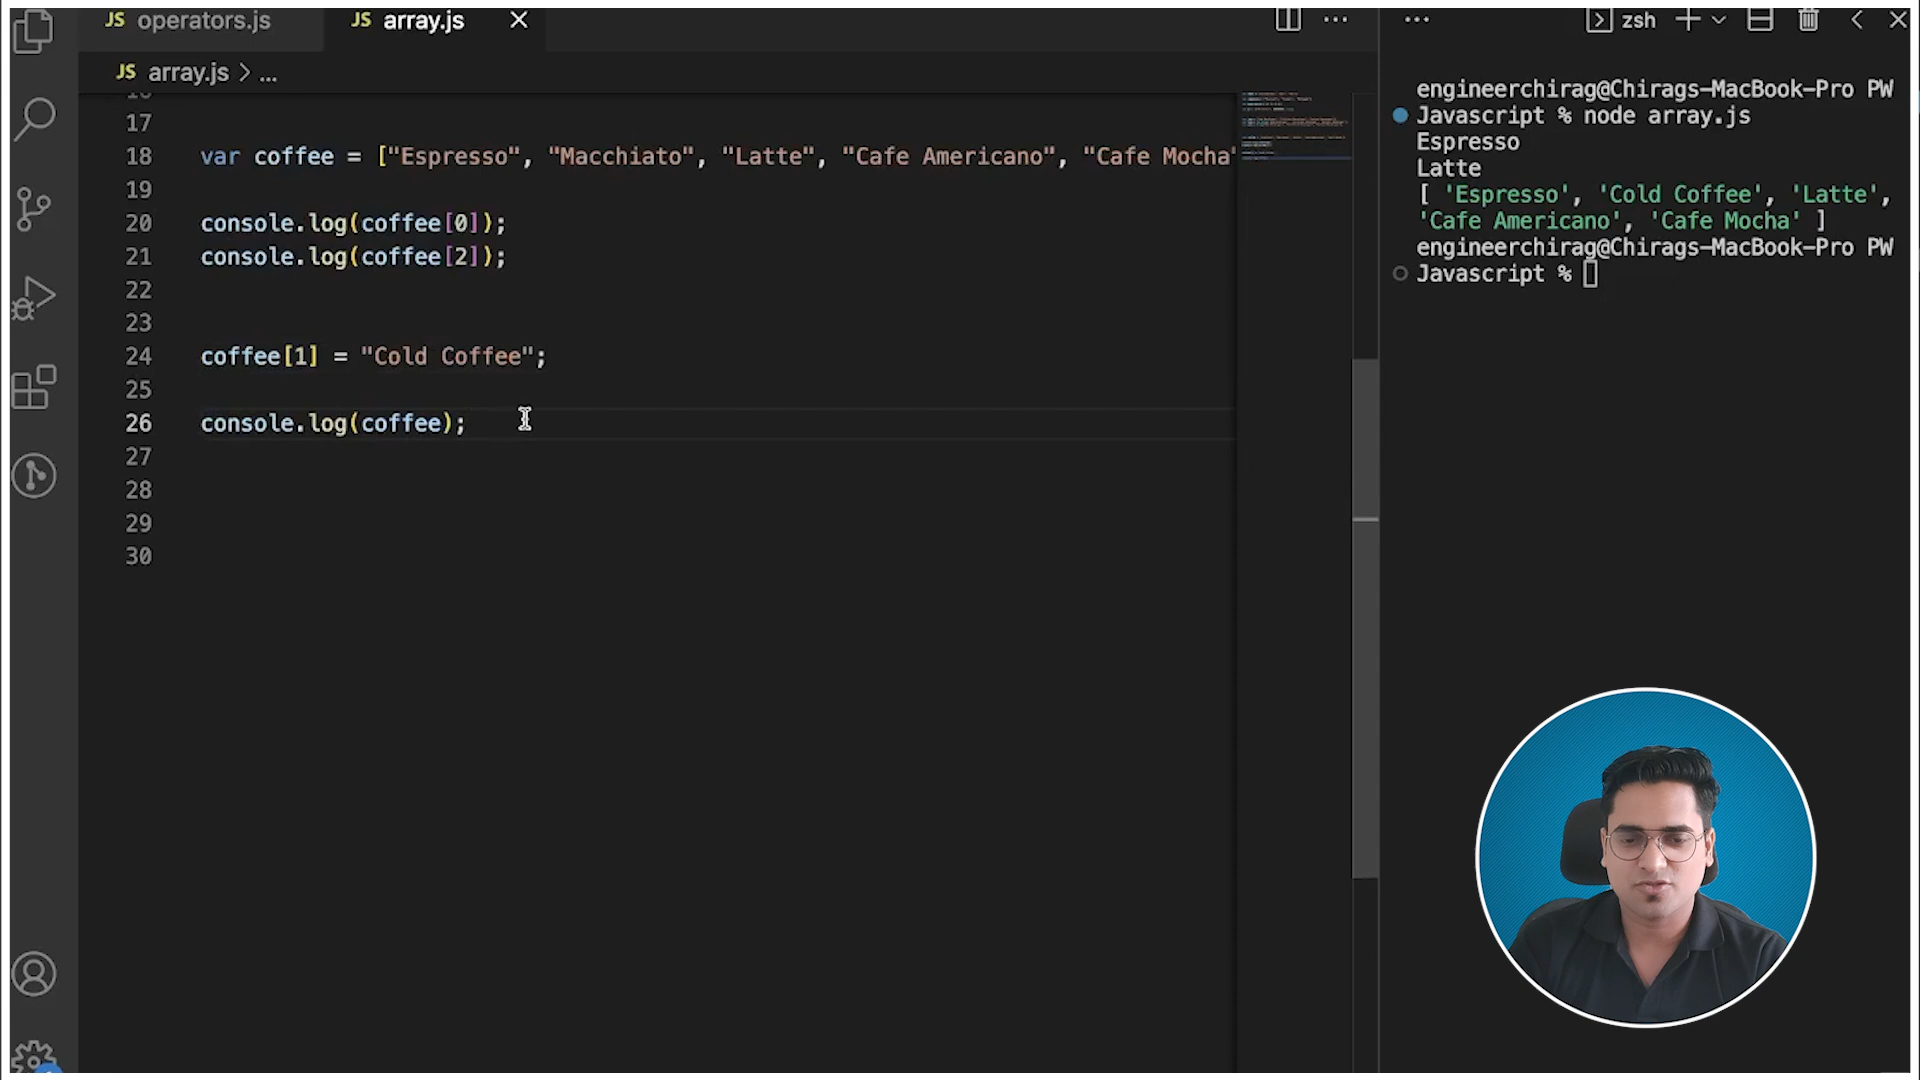 JS operators.js
JS array.js
zsh
JS array.js > ...
17
18 var coffee = ["Espresso", "Macchiato", "Latte", "Cafe Americano", "Cafe Mocha"
19
20 console.log(coffee[0]);
21 console.log(coffee[2]);
22
23
24 coffee[1] = "Cold Coffee";
25
26 console.log(coffee);
27
28
29
30
engineerchirag@Chirags-MacBook-Pro PW
Javascript % node array.js
Espresso
Latte
[ 'Espresso', 'Cold Coffee', 'Latte',
'Cafe Americano', 'Cafe Mocha' ]
engineerchirag@Chirags-MacBook-Pro PW
Javascript %